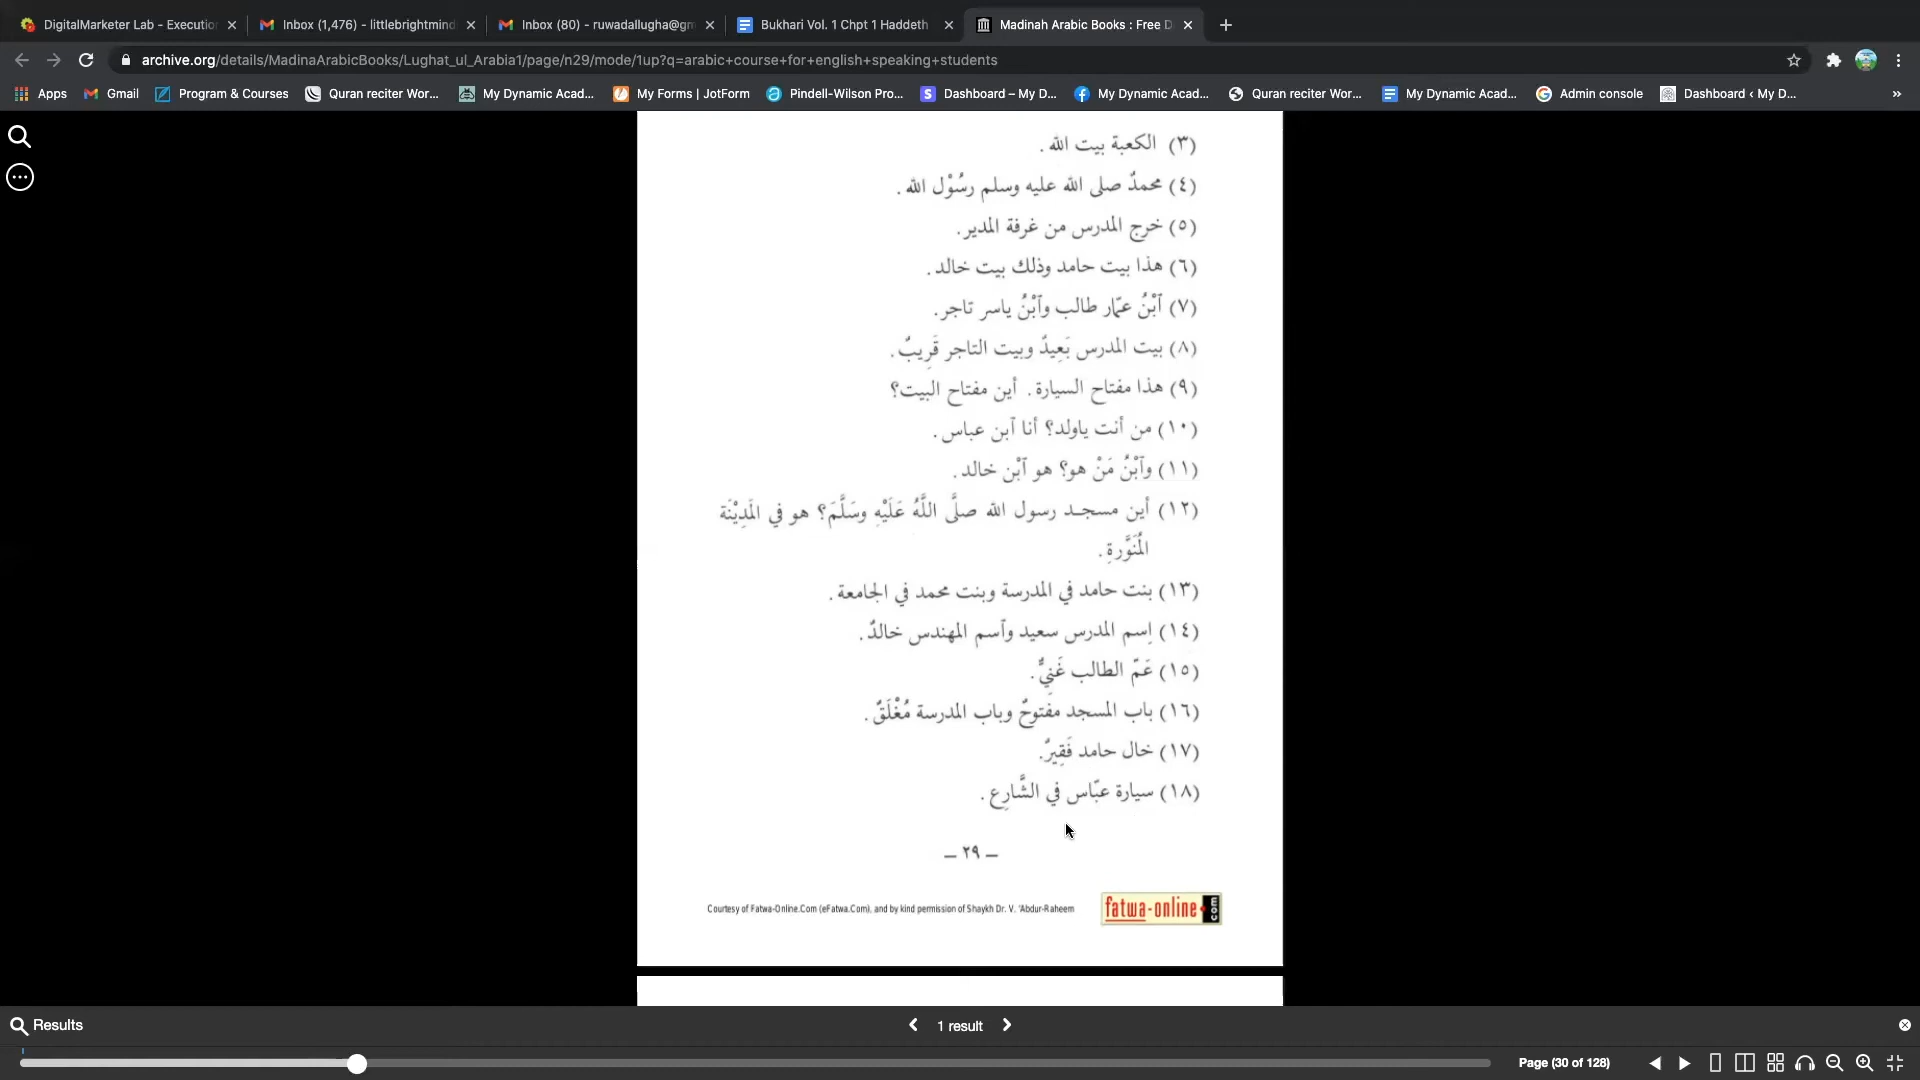 DigitalMarketer Lab - Execution
Inbox (1,476) - littlebrightmind
Inbox (80) - ruwadallugha@gm
Bukhari Vol. 1 Chpt 1 Haddeth
Madinah Arabic Books : Free D
archive.org/details/MadinaArabicBooks/Lughat_ul_Arabia1/page/n29/mode/1up?q=arabic+course+for+english+speaking+students
Apps
Gmail
Program & Courses
Quran reciter Wor...
My Dynamic Acad...
My Forms | JotForm
Pindell-Wilson Pro...
Dashboard – My D...
My Dynamic Acad...
Quran reciter Wor...
My Dynamic Acad...
Admin console
Dashboard ‹ My D...
(٣) الكعبة بيت الله .
(٤) محمدٌ صلى الله عليه وسلم رسُوْل الله .
(٥) خرج المدرس من غرفة المدير.
(٦) هذا بيت حامد وذلك بيت خالد .
(٧) ٱبْنُ عمّار طالب وٱبْنُ ياسر تاجر.
(٨) بيت المدرس بَعِيدٌ وبيت التاجر قَرِيبٌ .
(٩) هذا مفتاح السيارة . أين مفتاح البيت؟
(١٠) من أنت ياولد؟ أنا ٱبن عباس .
(١١) وٱبْنُ مَنْ هو؟ هو ٱبْن خالد .
(١٢) أين مسجد رسول الله صلَّى اللَّهُ عَلَيْهِ وسَلَّمَ؟ هو في المَدِيْنَة
المُنَوَّرةِ .
(١٣) بنت حامد في المدرسة وبنت محمد في الجامعة .
(١٤) اِسم المدرس سعيد وٱسم المهندس خالدٌ .
(١٥) عَمّ الطالب غَنِيٌّ .
(١٦) باب المسجد مفتوحٌ وباب المدرسة مُغْلَقٌ .
(١٧) خال حامد فَقِيرٌ.
(١٨) سيارة عبّاس في الشَّارِع .
– ٢٩ –
Courtesy of Fatwa-Online.Com (eFatwa.Com), and by kind permission of Shaykh Dr. V. 'Abdur-Raheem
fatwa-online.com
Results
1 result
Page (30 of 128)